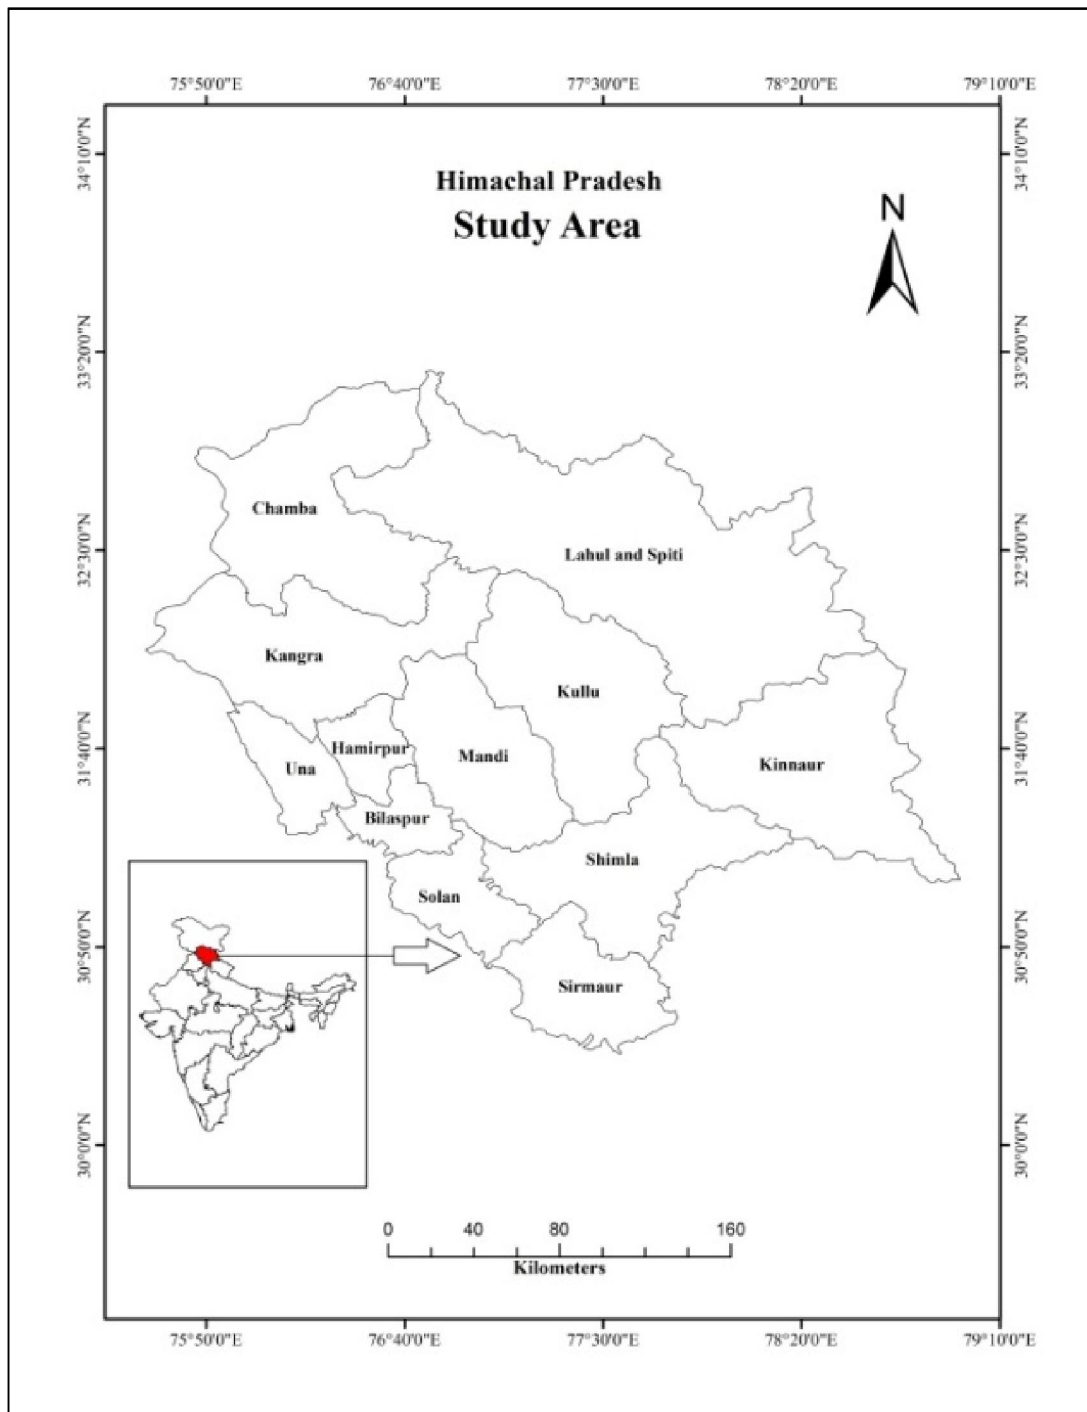 75°50'0"E 76°40'0"E 77°30'0"E 78°20'0"E 79°10'0"E
34°10'0"N 34°10'0"N
Himachal Pradesh
Study Area
N
33°20'0"N 33°20'0"N
Chamba
32°30'0"N Lahul and Spiti 32°30'0"N
Kangra
Kullu
31°40'0"N Hamirpur Mandi Kinnaur 31°40'0"N
Una
Bilaspur
Shimla
Solan
30°50'0"N 30°50'0"N
Sirmaur
30°0'0"N 30°0'0"N
0 40 80 160
Kilometers
75°50'0"E 76°40'0"E 77°30'0"E 78°20'0"E 79°10'0"E